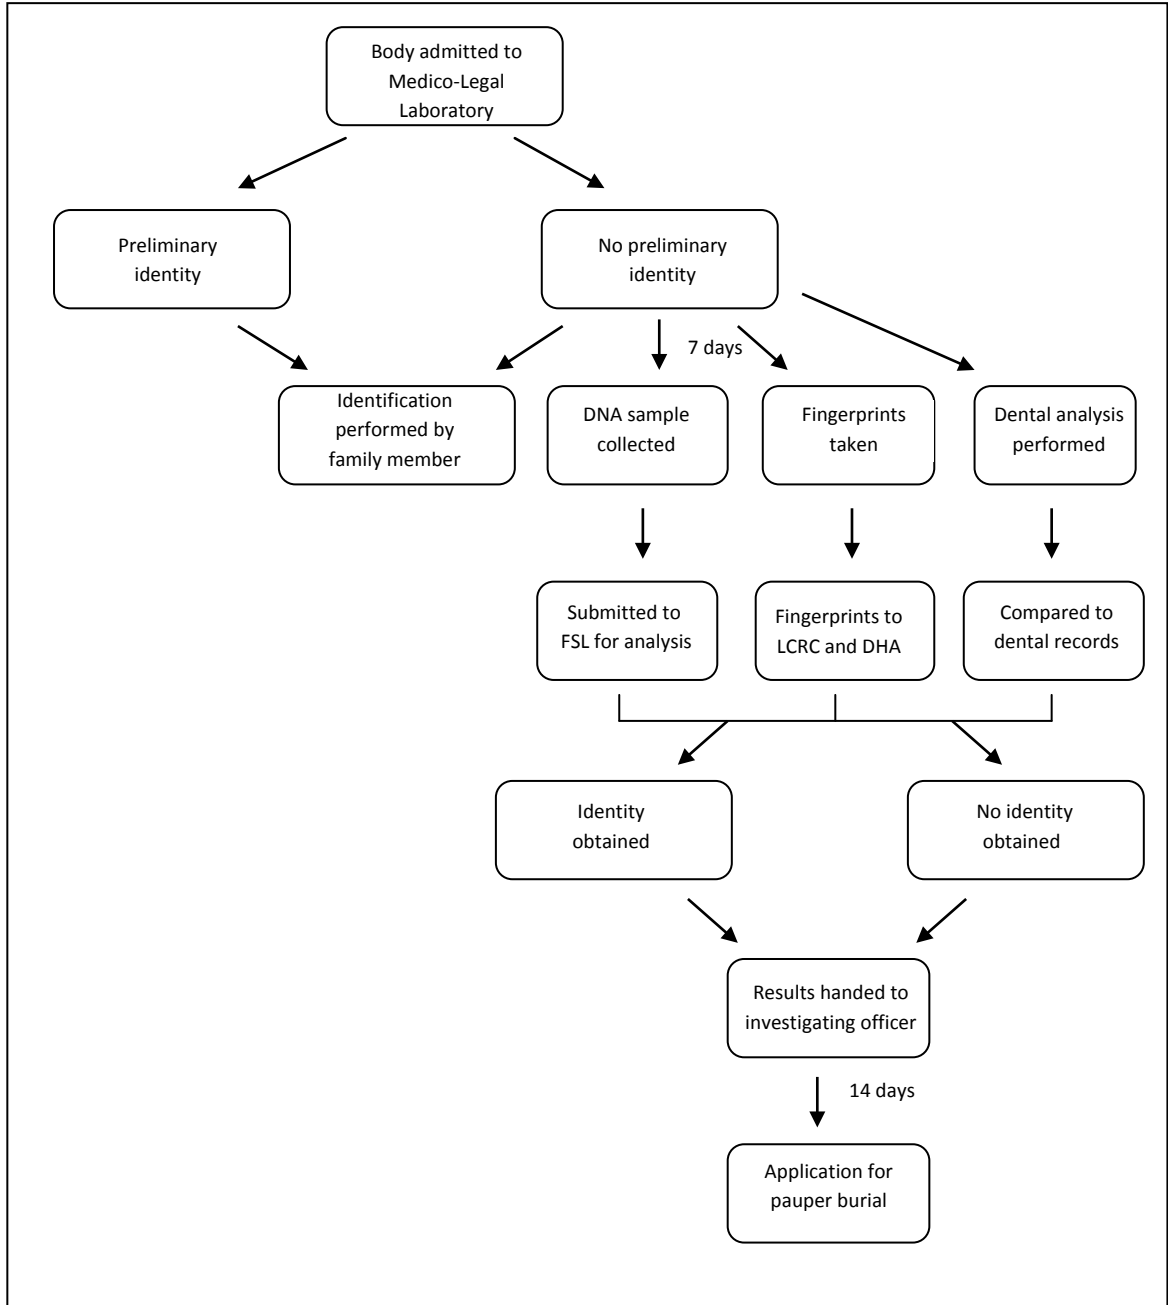 Body admitted to
Medico-Legal
Laboratory
Preliminary
identity
No preliminary
identity
7 days
Identification
performed by
family member
DNA sample
collected
Fingerprints
taken
Dental analysis
performed
Submitted to
FSL for analysis
Fingerprints to
LCRC and DHA
Compared to
dental records
Identity
obtained
No identity
obtained
Results handed to
investigating officer
14 days
Application for
pauper burial